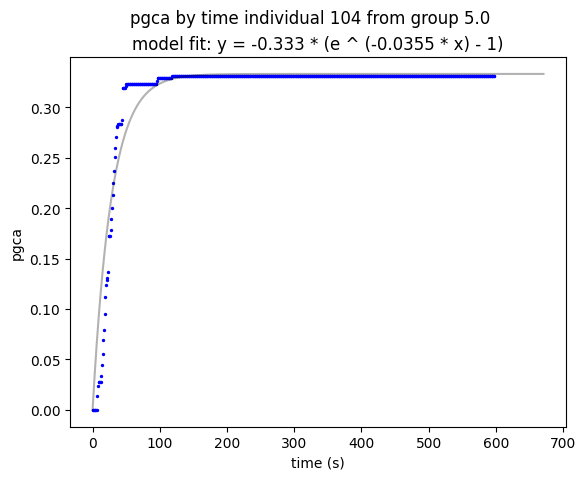 pgca by time individual 104 from group 5.0
model fit: y = -0.333 * (e ^ (-0.0355 * x) - 1)
0.30
0.25
0.20
0.15
0.10
0.05
0.00
pgca
0 100 200 300 400 500 600 700
time (s)